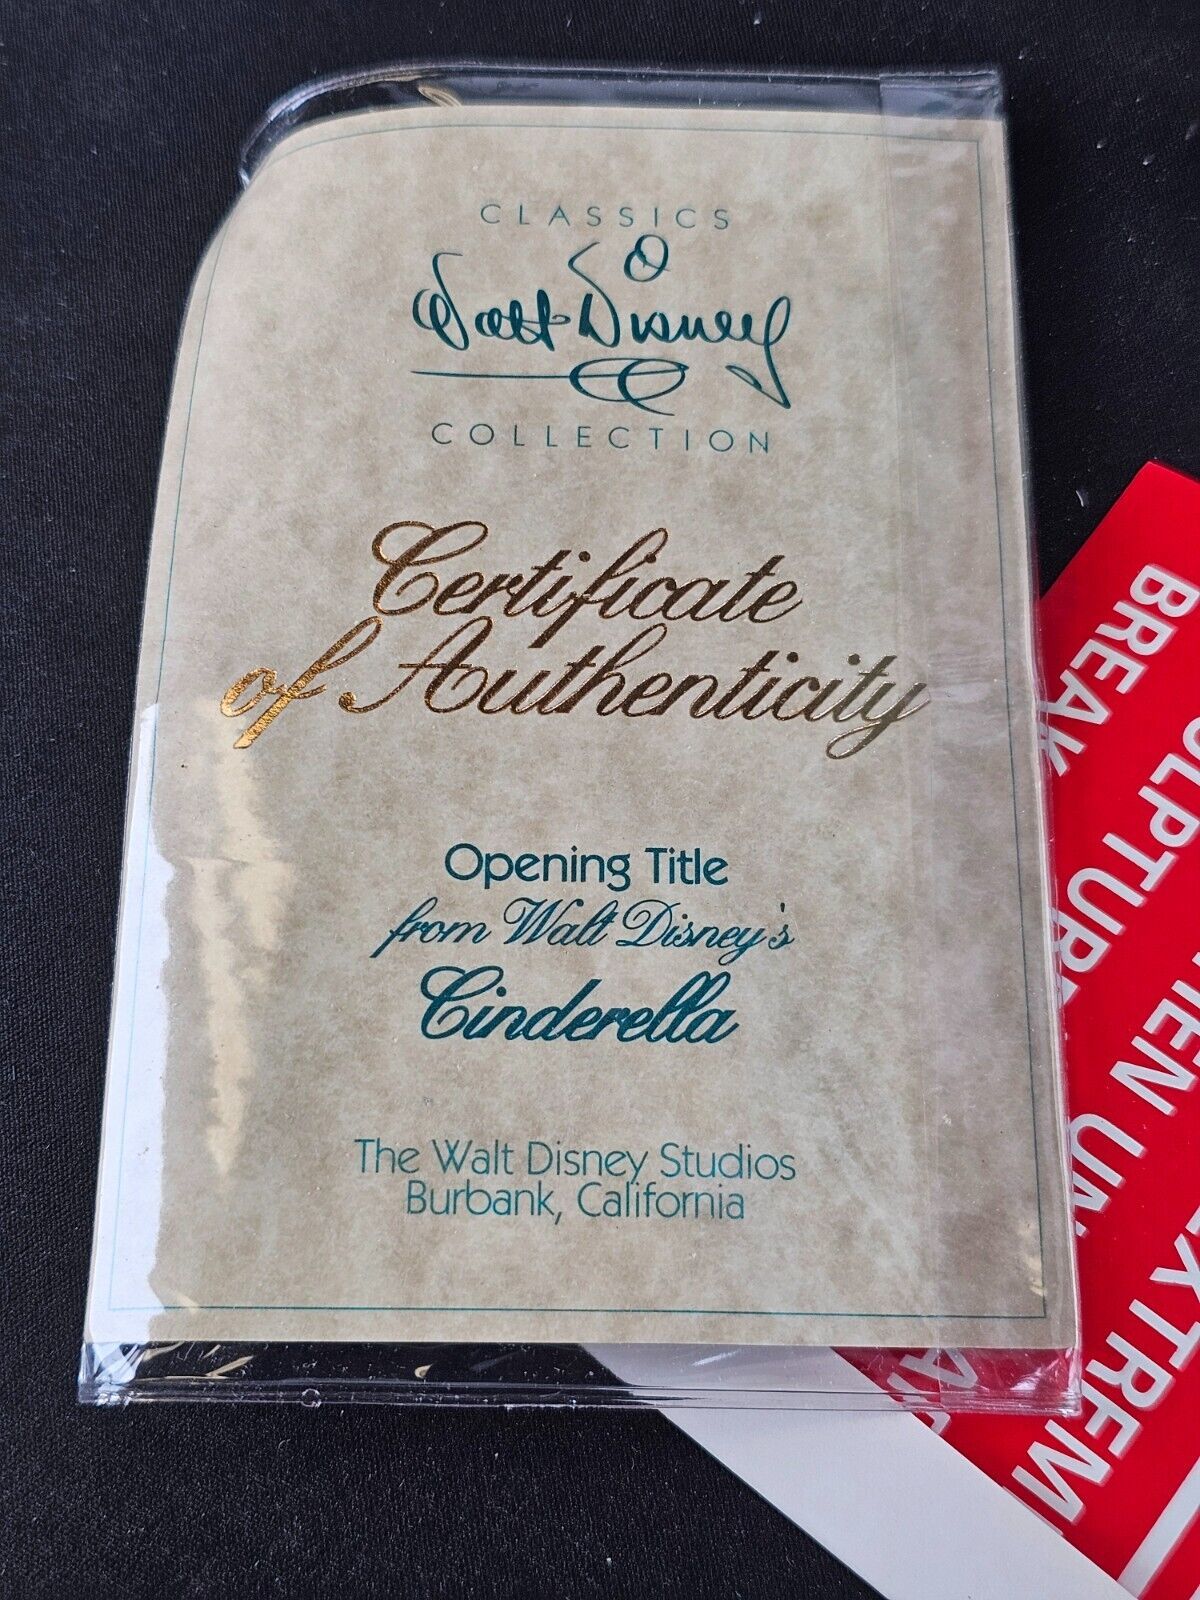 CLASSICS
Walt Disney
COLLECTION
Certificate
of Authenticity
Opening Title
from Walt Disney's
Cinderella
The Walt Disney Studios
Burbank, California
BREAK